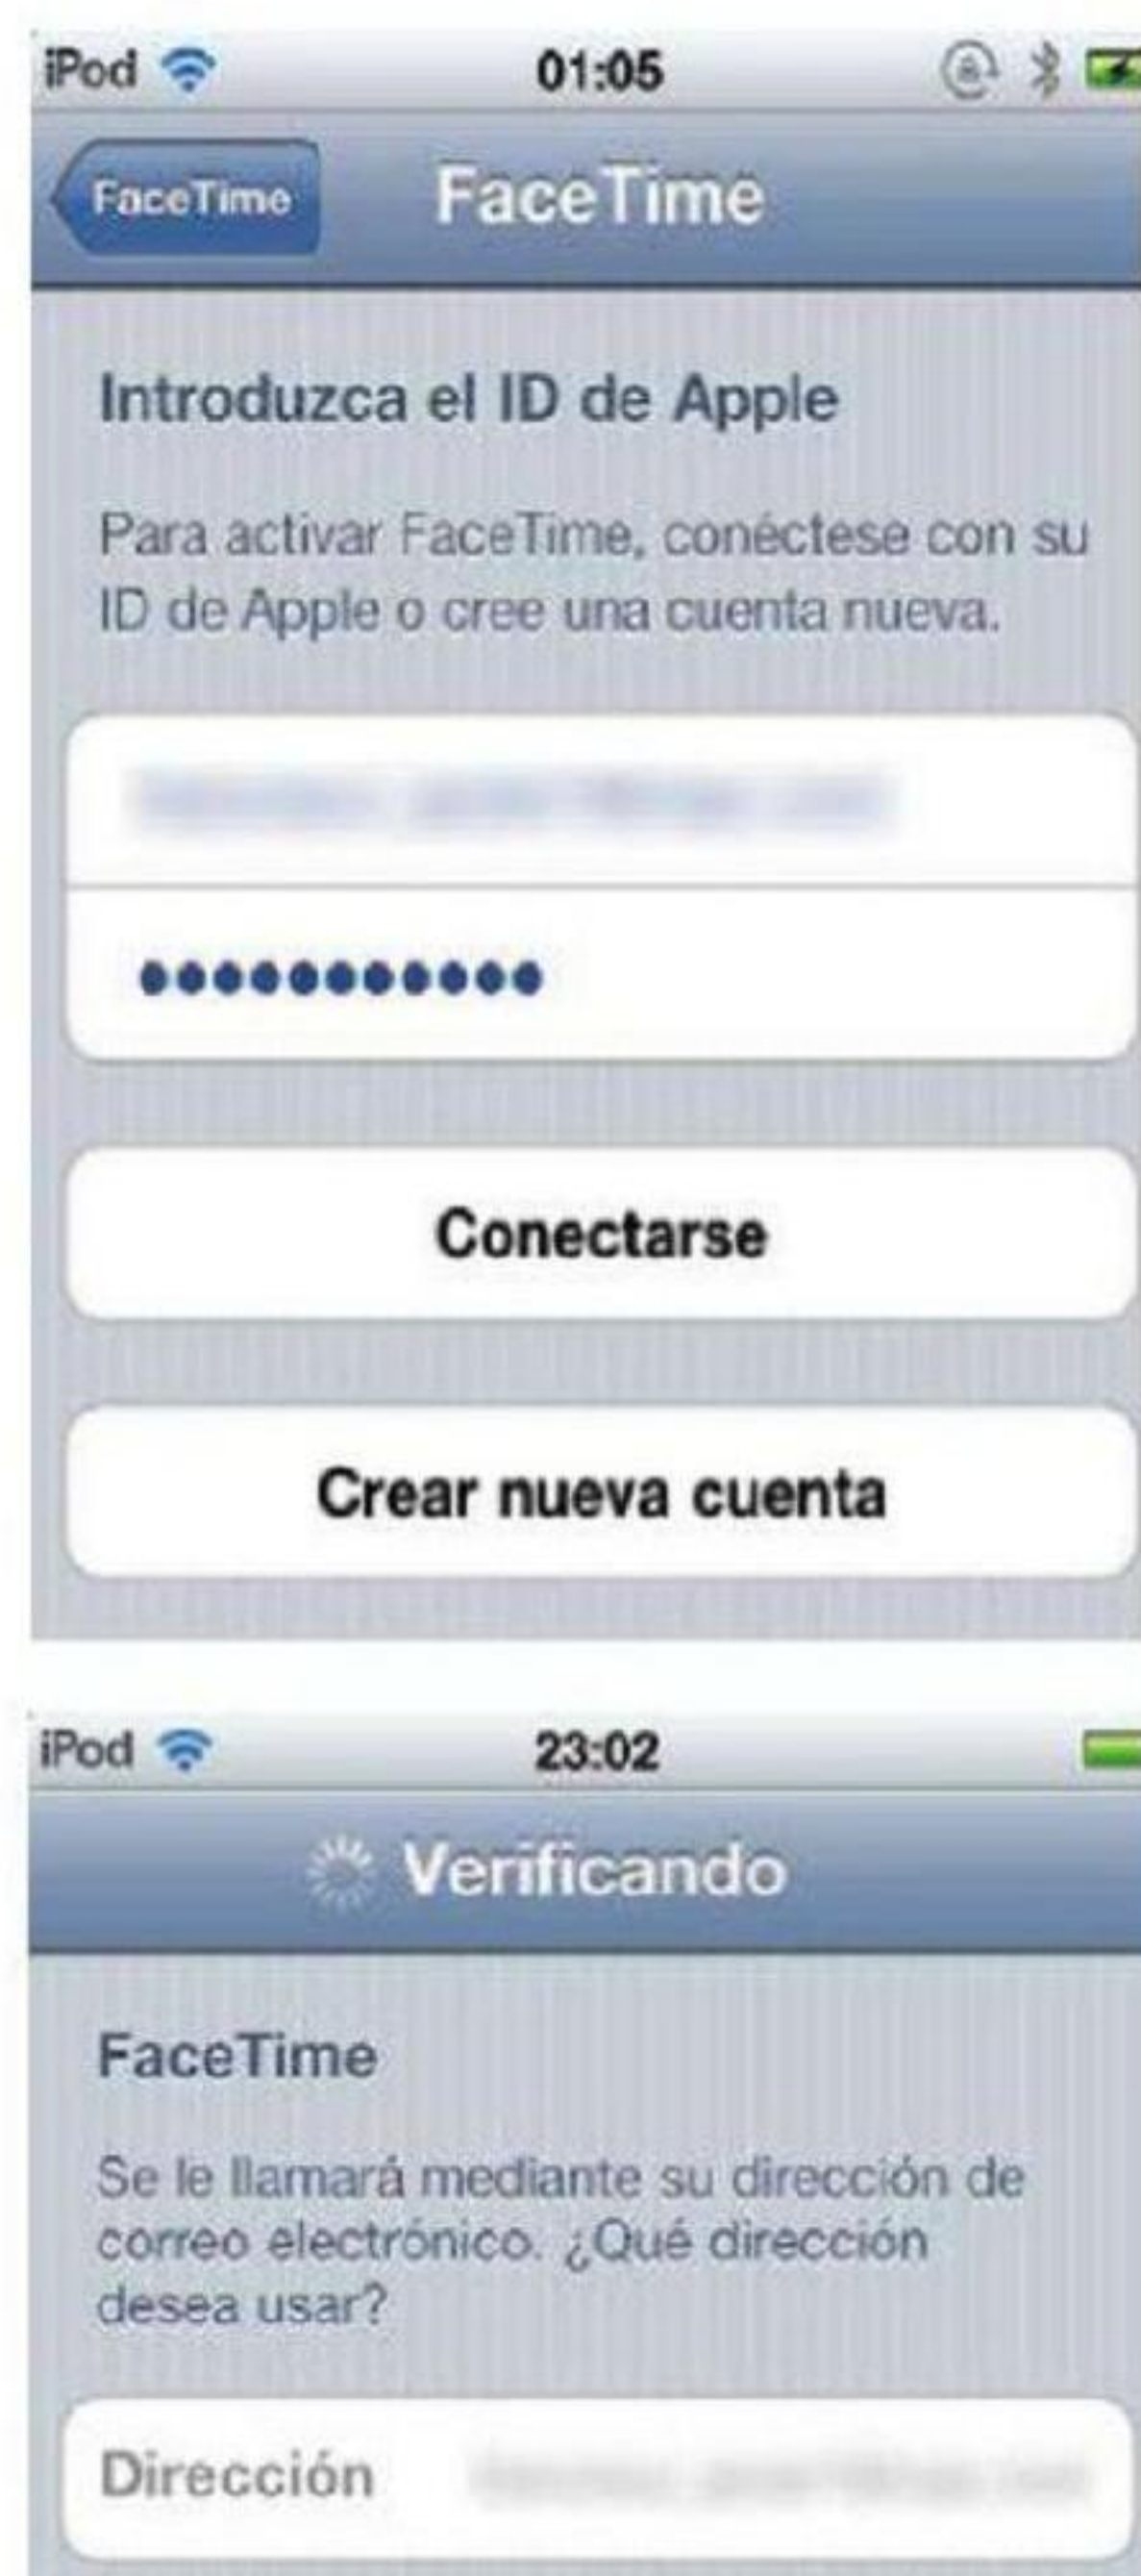 iPod 01:05
FaceTime FaceTime
Introduzca el ID de Apple
Para activar FaceTime, conéctese con su
ID de Apple o cree una cuenta nueva.
Conectarse
Crear nueva cuenta
iPod 23:02
Verificando
FaceTime
Se le llamará mediante su dirección de
correo electrónico. ¿Qué dirección
desea usar?
Dirección